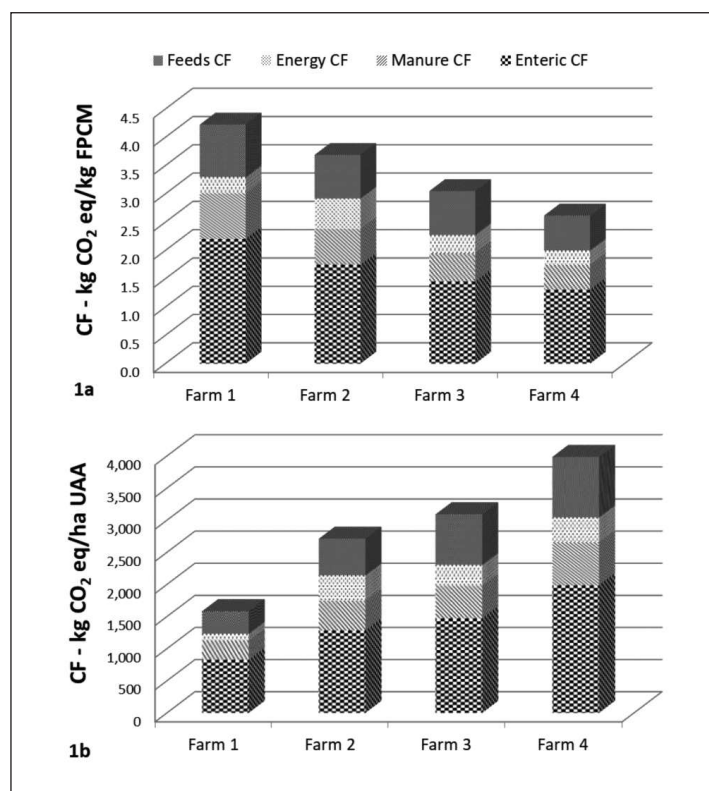 Feeds CF Energy CF Manure CF Enteric CF
CF - kg CO₂ eq/kg FPCM
4.5
4.0
3.5
3.0
2.5
2.0
1.5
1.0
0.5
0.0
1a
Farm 1 Farm 2 Farm 3 Farm 4
CF - kg CO₂ eq/ha UAA
4,000
3,500
3,000
2,500
2,000
1,500
1,000
500
0
1b
Farm 1 Farm 2 Farm 3 Farm 4